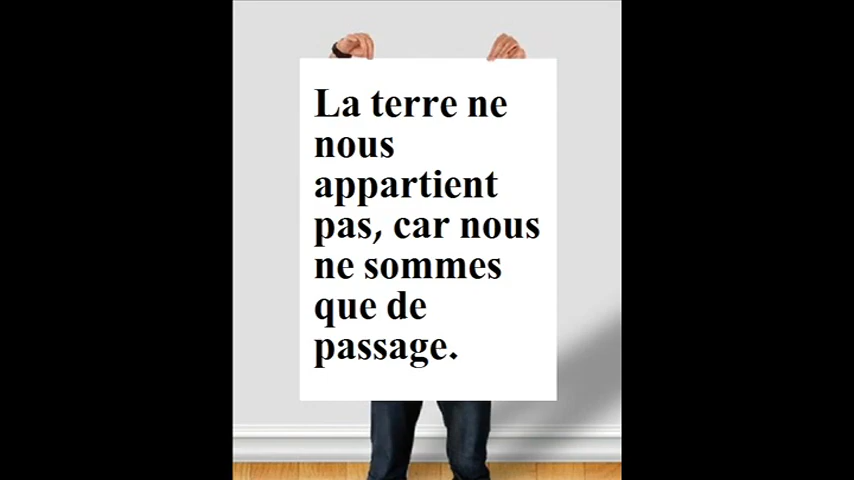 La terre ne
nous
appartient
pas, car nous
ne sommes
que de
passage.